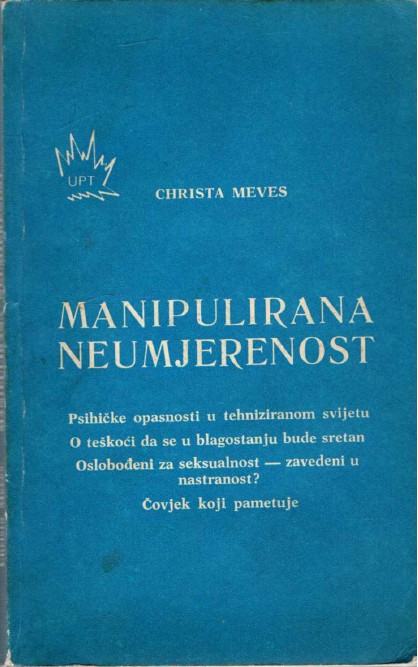 UPT
CHRISTA MEVES
MANIPULIRANA
NEUMJERENOST
Psihičke opasnosti u tehniziranom svijetu
O teškoći da se u blagostanju bude sretan
Oslobođeni za seksualnost — zavedeni u
nastranost?
Čovjek koji pametuje